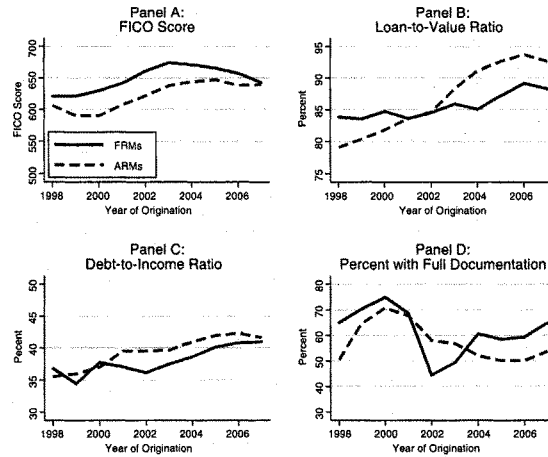 Panel A:
FICO Score
FICO Score
700
650
600
550
500
FRMs
ARMs
1998
2000
2002
2004
2006
Year of Origination
Panel B:
Loan-to-Value Ratio
Percent
95
90
85
80
75
1998
2000
2002
2004
2006
Year of Origination
Panel C:
Debt-to-Income Ratio
Pecent
50
45
40
35
30
1998
2000
2002
2004
2006
Year of Origination
Panel D:
Percent with Full Documentation
Percent
80
70
60
50
40
30
1998
2000
2002
2004
2006
Year of Origination